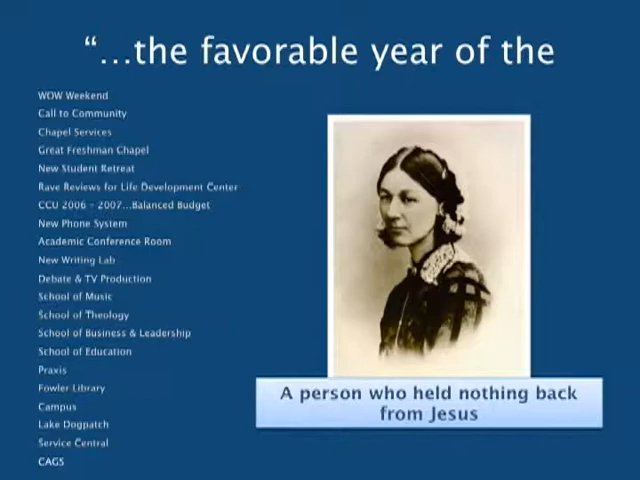 “...the favorable year of the
WOW Weekend
Call to Community
Chapel Services
Great Freshman Chapel
New Student Retreat
Rave Reviews for Life Development Center
CCU 2006 - 2007...Balanced Budget
New Phone System
Academic Conference Room
New Writing Lab
Debate & TV Production
School of Music
School of Theology
School of Business & Leadership
School of Education
Praxis
Fowler Library
Campus
Lake Dogpatch
Service Central
CAGS
A person who held nothing back
from Jesus